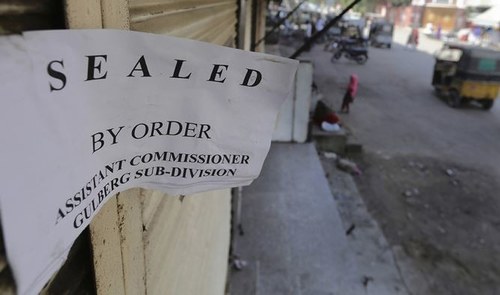 SEALED
BY ORDER
ASSISTANT COMMISSIONER
GULBERG SUB-DIVISION